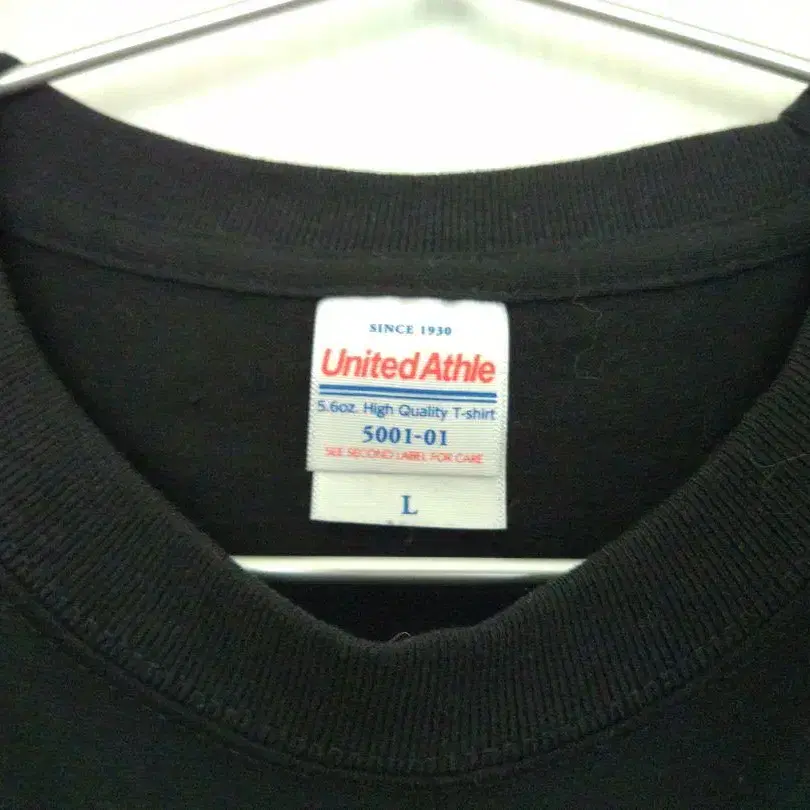 SINCE 1930
United Athle
5.6oz. High Quality T-shirt
5001-01
SEE SECOND LABEL FOR CARE
L